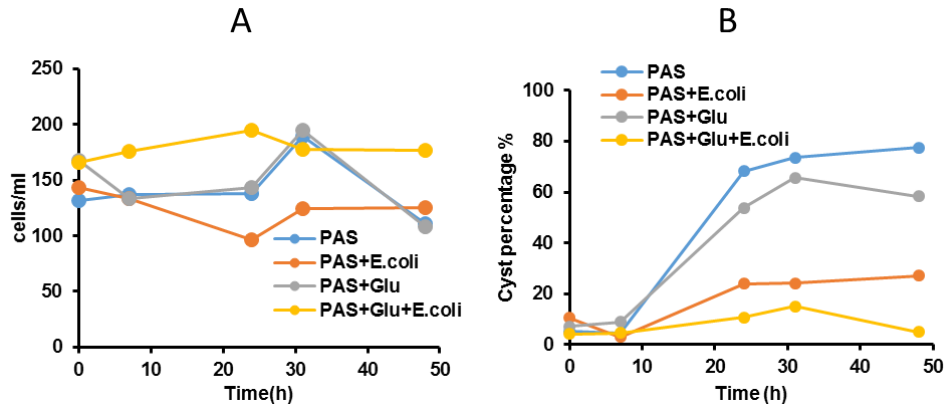 A
250
200
150
100
50
0
cells/ml
PAS
PAS+E.coli
PAS+Glu
PAS+Glu+E.coli
0 10 20 30 40 50
Time(h)
B
PAS
PAS+E.coli
PAS+Glu
PAS+Glu+E.coli
100
80
60
40
20
0
Cyst percentage %
0 10 20 30 40 50
Time (h)